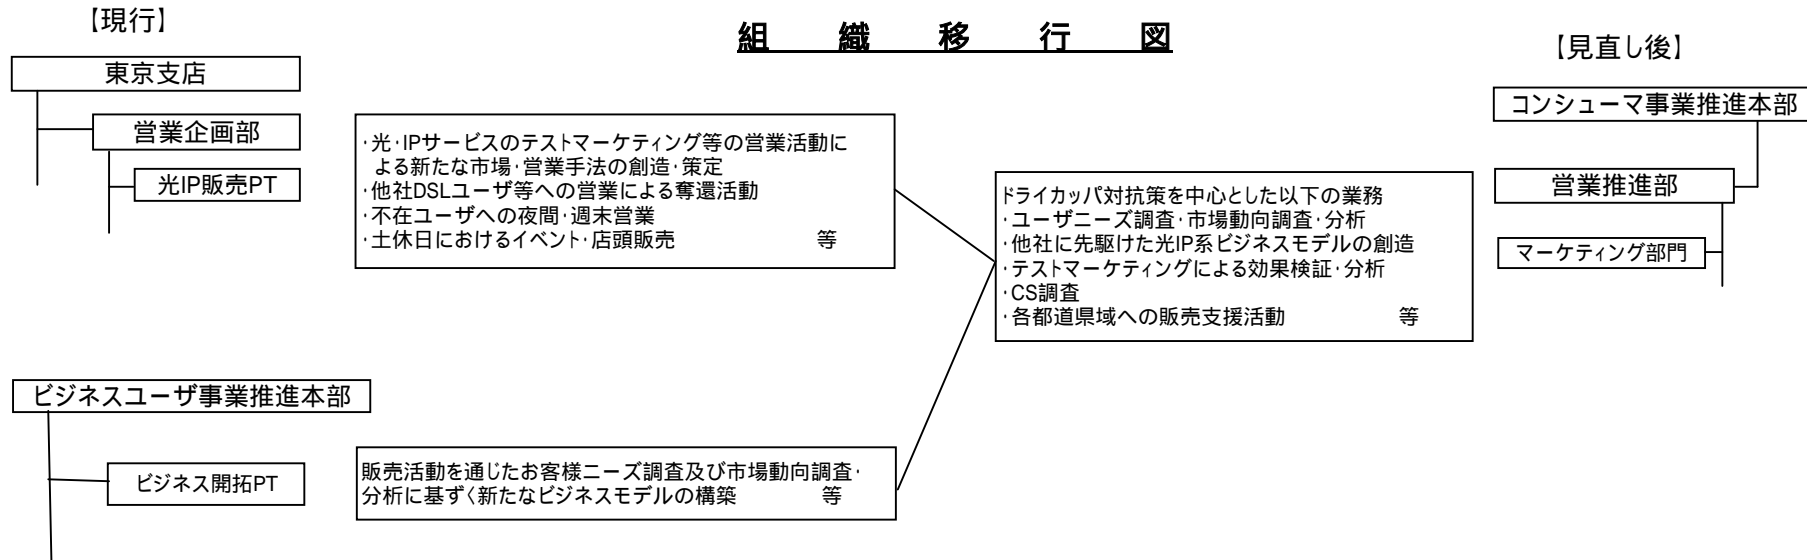 組織移行図
【現行】
東京支店
営業企画部
光IP販売PT
・光・IPサービスのテストマーケティング等の営業活動に
よる新たな市場・営業手法の創造・策定
・他社DSLユーザ等への営業による奪還活動
・不在ユーザへの夜間・週末営業
・土休日におけるイベント・店頭販売 等
ビジネスユーザ事業推進本部
ビジネス開拓PT
販売活動を通じたお客様ニーズ調査及び市場動向調査・
分析に基ずく新たなビジネスモデルの構築 等
ドライカッパ対抗策を中心とした以下の業務
・ユーザニーズ調査・市場動向調査・分析
・他社に先駆けた光IP系ビジネスモデルの創造
・テストマーケティングによる効果検証・分析
・CS調査
・各都道県域への販売支援活動 等
【見直し後】
コンシューマ事業推進本部
営業推進部
マーケティング部門